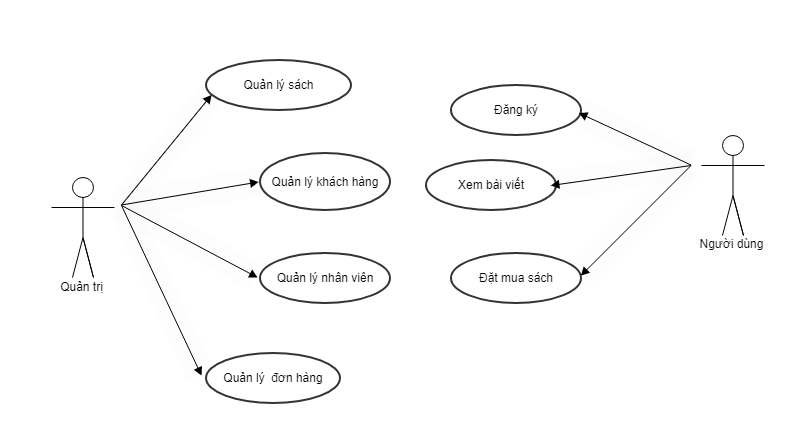 Quản lý sách
Đăng ký
Quản lý khách hàng
Xem bài viết
Người dùng
Quản lý nhân viên
Đặt mua sách
Quản trị
Quản lý  đơn hàng